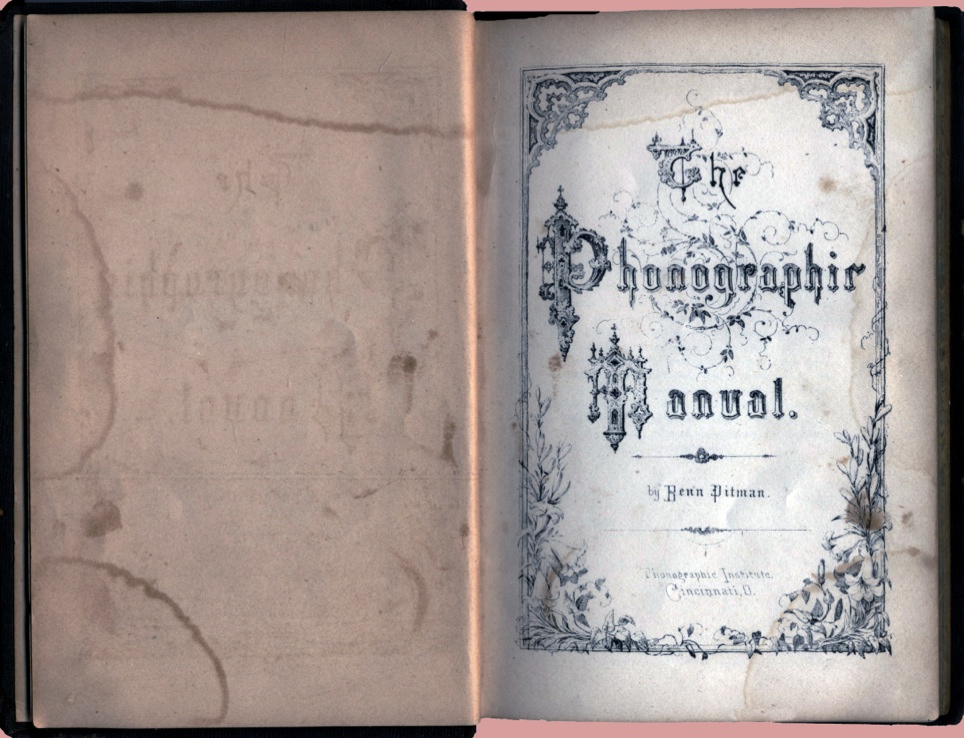 The
Phonographic
Manual.
by Benn Pitman.
Phonographic Institute,
Cincinnati, O.